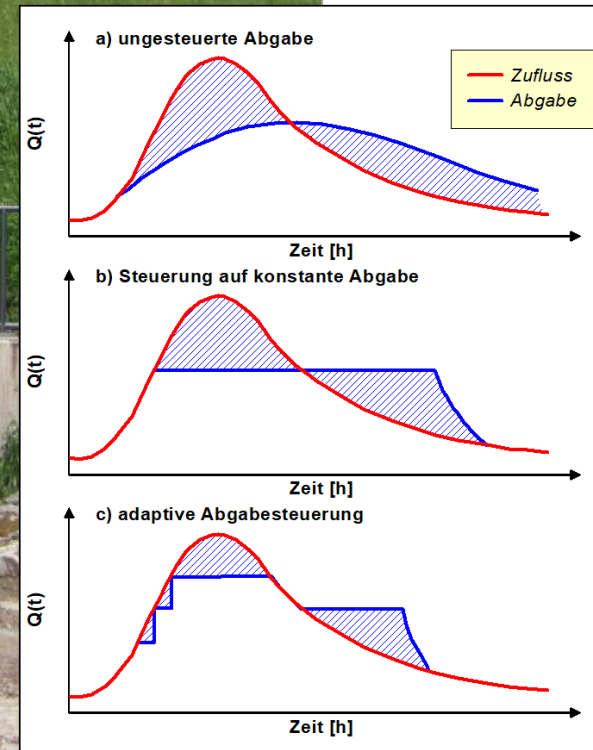 a) ungesteuerte Abgabe
Zufluss
Abgabe
Q(t)
Zeit [h]
b) Steuerung auf konstante Abgabe
Q(t)
Zeit [h]
c) adaptive Abgabesteuerung
Q(t)
Zeit [h]